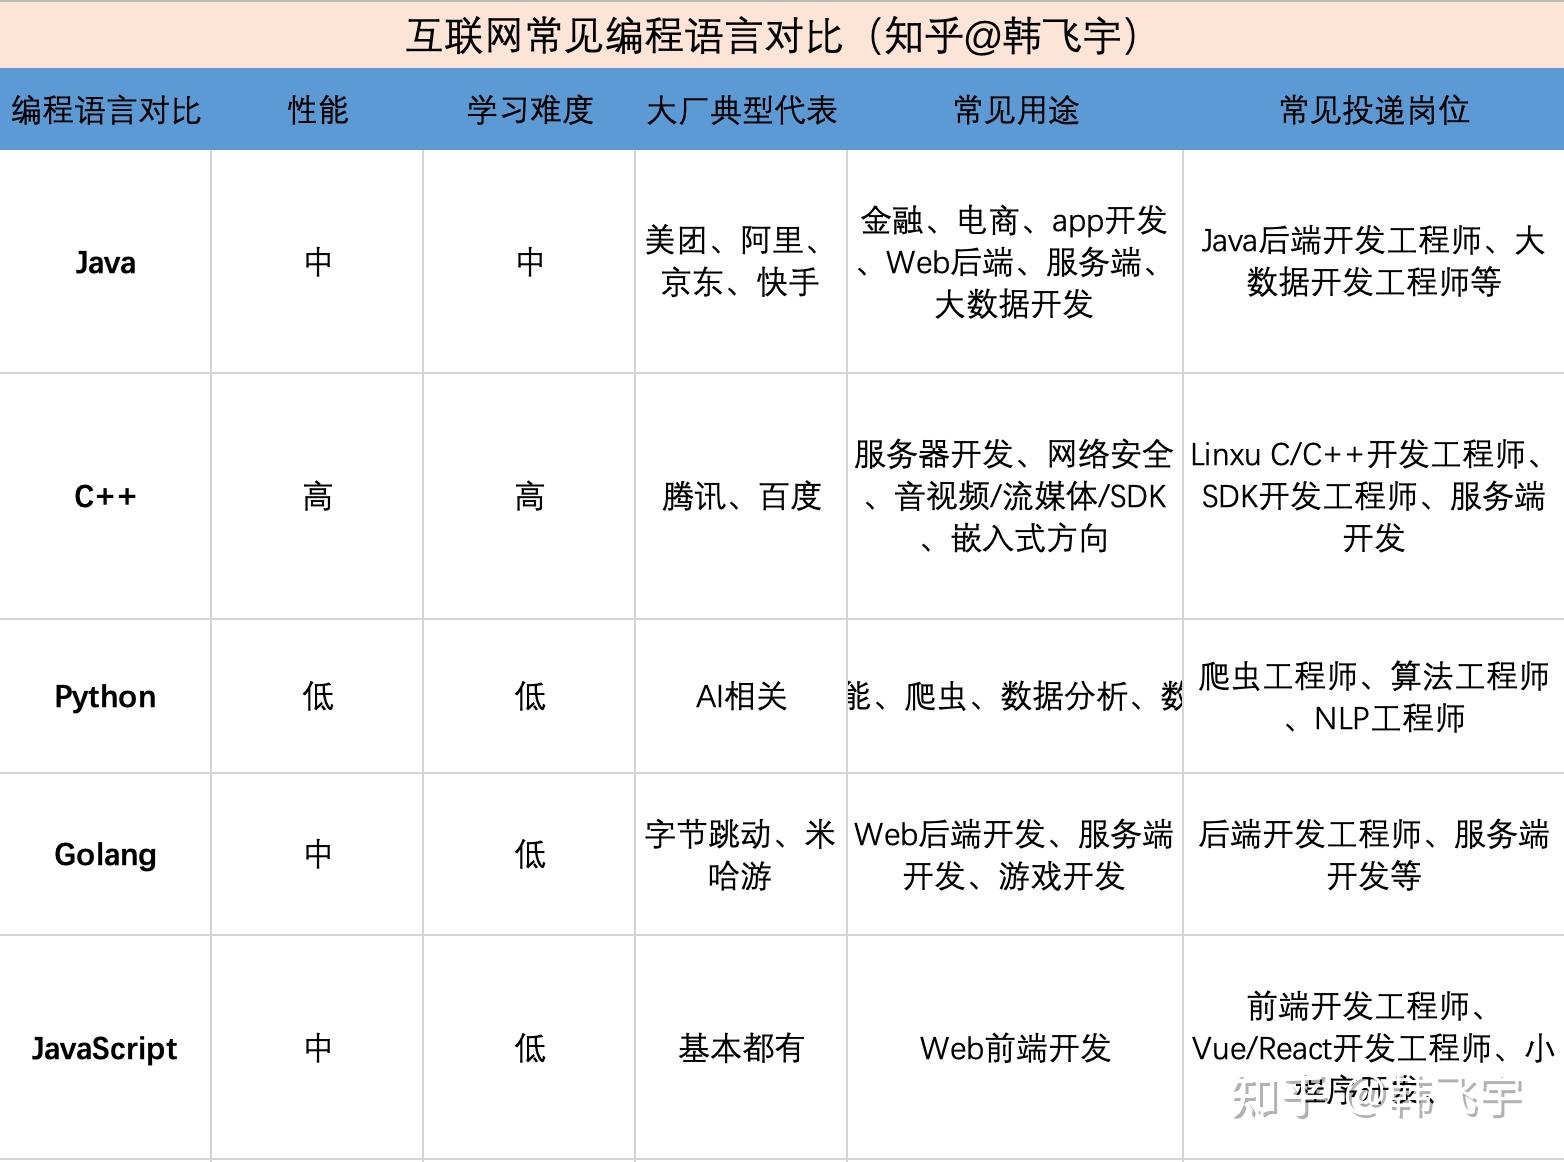 互联网常见编程语言对比（知乎@韩飞宇）
编程语言对比 性能 学习难度 大厂典型代表 常见用途 常见投递岗位
Java 中 中
美团、阿里、
京东、快手
金融、电商、app开发
、Web后端、服务端、
大数据开发
Java后端开发工程师、大
数据开发工程师等
C++ 高 高 腾讯、百度
服务器开发、网络安全
、音视频/流媒体/SDK
、嵌入式方向
Linxu C/C++开发工程师、
SDK开发工程师、服务端
开发
Python 低 低 AI相关
能、爬虫、数据分析、数
爬虫工程师、算法工程师
、NLP工程师
Golang 中 低
字节跳动、米
哈游
Web后端开发、服务端
开发、游戏开发
后端开发工程师、服务端
开发等
JavaScript 中 低 基本都有 Web前端开发
前端开发工程师、
Vue/React开发工程师、小
程序开发、
知乎 @韩飞宇